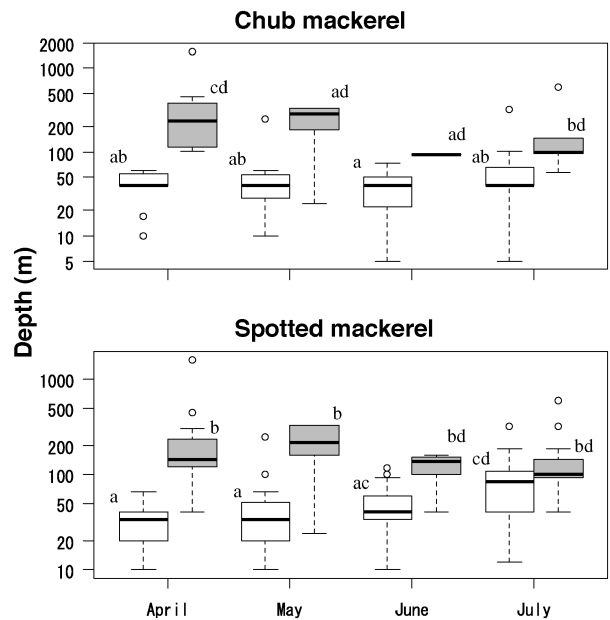 Chub mackerel
2000
1000
500
200
100
50
20
10
5
ab
cd
ab
ad
a
ad
ab
bd
Depth (m)
Spotted mackerel
1000
500
200
100
50
20
10
a
b
a
b
ac
bd
cd
bd
April
May
June
July